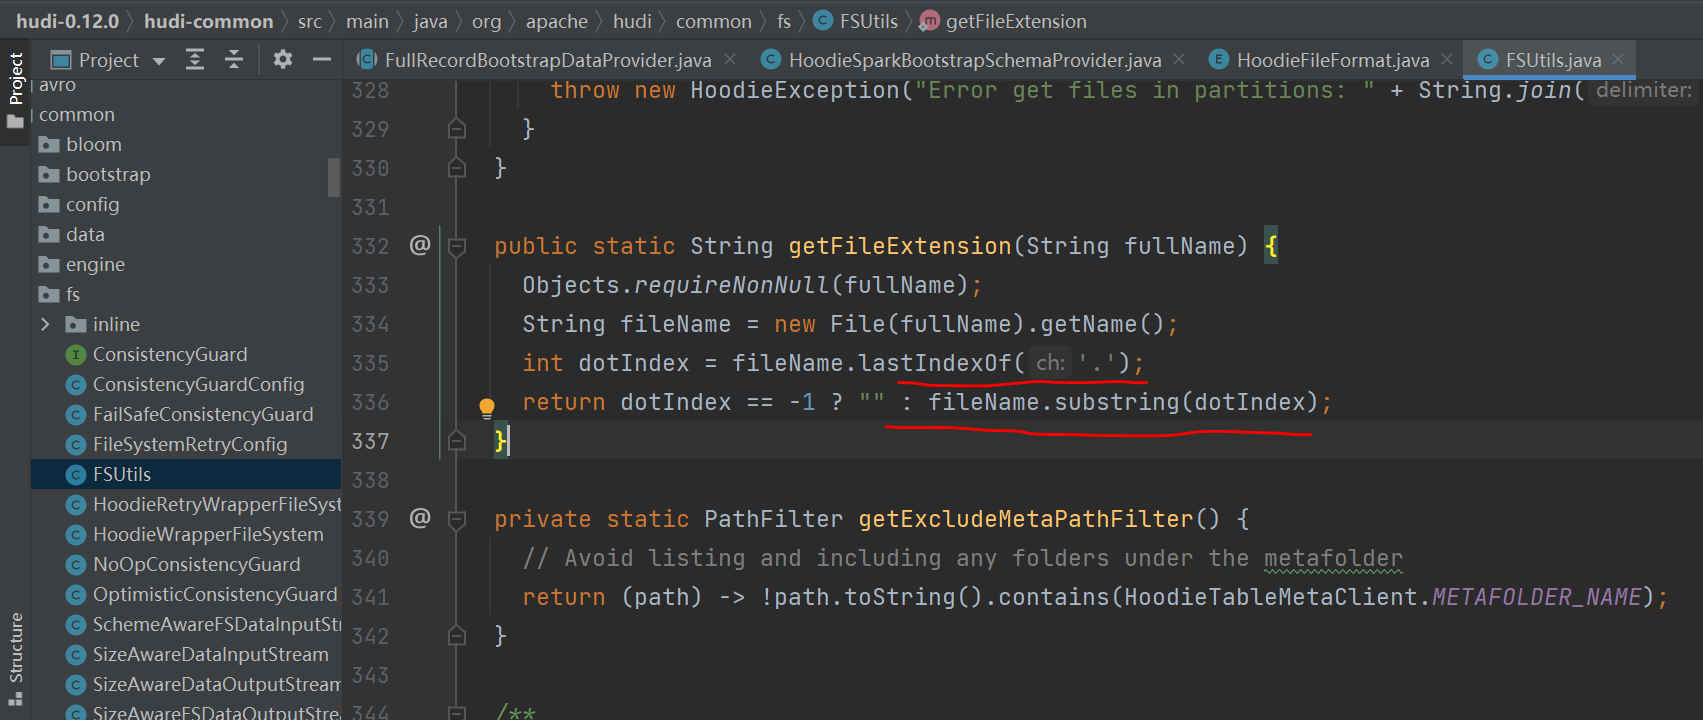 hudi-0.12.0 〉 hudi-common 〉 src 〉 main 〉 java 〉 org 〉 apache 〉 hudi 〉 common 〉 fs 〉 FSUtils 〉 getFileExtension
Project
Structure
Project
avro
common
bloom
bootstrap
config
data
engine
fs
inline
ConsistencyGuard
ConsistencyGuardConfig
FailSafeConsistencyGuard
FileSystemRetryConfig
FSUtils
HoodieRetryWrapperFileSyst
HoodieWrapperFileSystem
NoOpConsistencyGuard
OptimisticConsistencyGuard
SchemeAwareFSDataInputStr
SizeAwareDataInputStream
SizeAwareDataOutputStream
SizeAwareFSDataOutputStrea
FullRecordBootstrapDataProvider.java HoodieSparkBootstrapSchemaProvider.java HoodieFileFormat.java FSUtils.java
328 throw new HoodieException("Error get files in partitions: " + String.join( delimiter:
329 }
330 }
331
332 @ public static String getFileExtension(String fullName) {
333 Objects.requireNonNull(fullName);
334 String fileName = new File(fullName).getName();
335 int dotIndex = fileName.lastIndexOf( ch: '.');
336 return dotIndex == -1 ? "" : fileName.substring(dotIndex);
337 }
338
339 @ private static PathFilter getExcludeMetaPathFilter() {
340 // Avoid listing and including any folders under the metafolder
341 return (path) -> !path.toString().contains(HoodieTableMetaClient.METAFOLDER_NAME);
342 }
343
344 /**